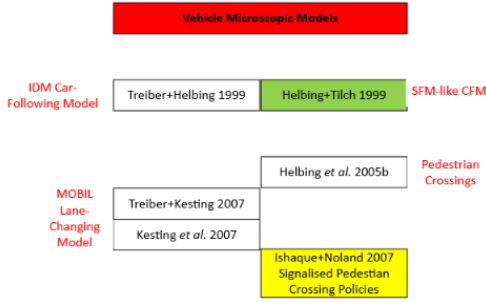 Vehicle Microscopic Models
IDM Car-
Following Model
Treiber+Helbing 1999
Helbing+Tilch 1999
SFM-like CFM
Helbing et al. 2005b
Pedestrian
Crossings
MOBIL
Lane-
Changing
Model
Treiber+Kesting 2007
Kesting et al. 2007
Ishaque+Noland 2007
Signalised Pedestian
Crossing Policies